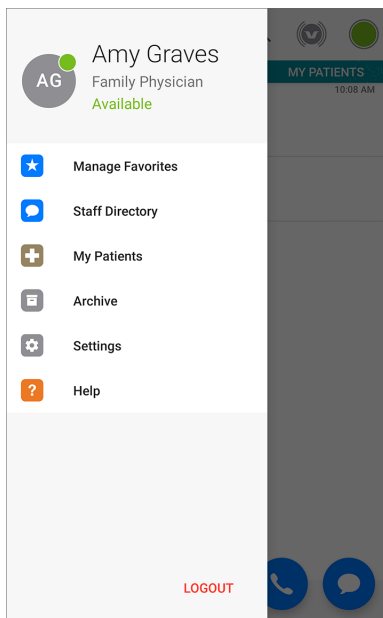 Amy Graves
AG
Family Physician
Available
MY PATIENTS
10:08 AM
Manage Favorites
Staff Directory
My Patients
Archive
Settings
? Help
LOGOUT